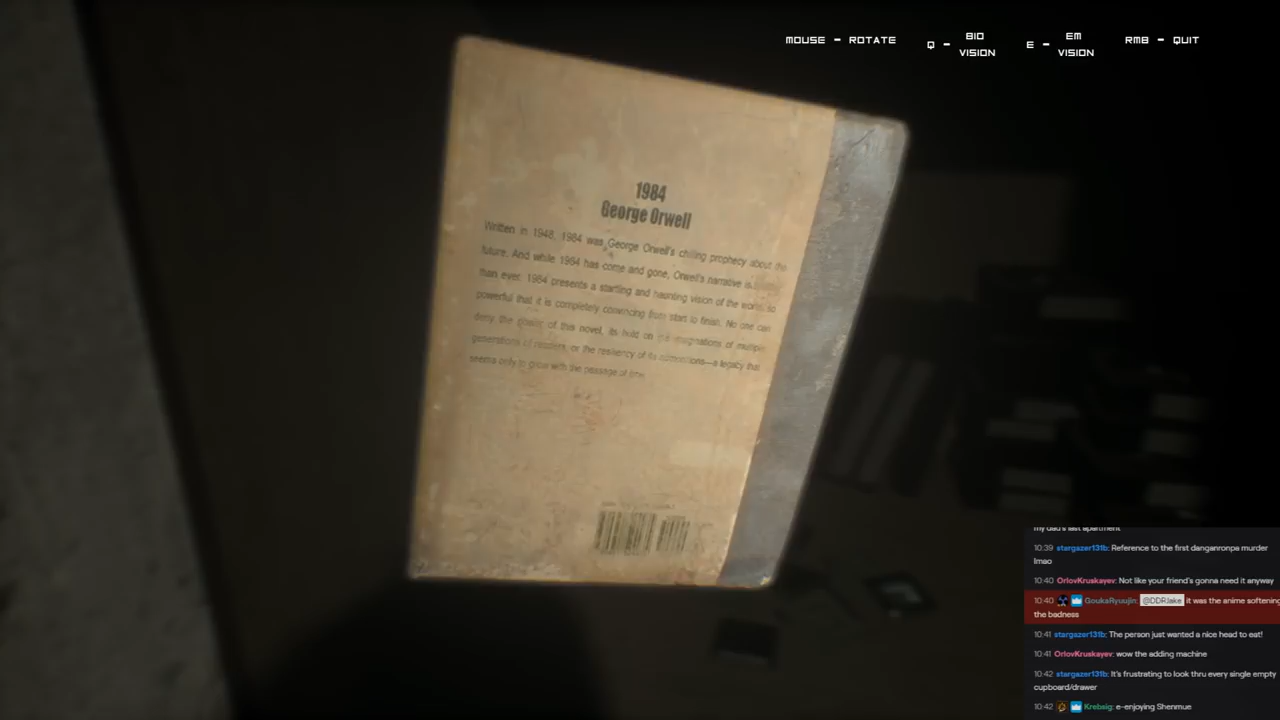 MOUSE - ROTATE
Q - BIO VISION
E - EM VISION
RMB - QUIT
1984
George Orwell
Written in 1948, 1984 was George Orwell's chilling prophecy about the
future. And while 1984 has come and gone, Orwell's narrative is
than ever. 1984 presents a startling and haunting vision of the world, so
powerful that it is completely convincing from start to finish. No one can
deny the of this novel, its hold on the imaginations of multiple
generations of readers, or the resiliency of its —a legacy that
seems only to grow with the passage of time.
my dad's last apartment
10:39 stargazer131b: Reference to the first danganronpa murder
lmao
10:40 OrlovKruskayev: Not like your friend's gonna need it anyway
10:40 GoukaRyuujin: @DDRJake it was the anime softening
the badness
10:41 stargazer131b: The person just wanted a nice head to eat!
10:41 OrlovKruskayev: wow the adding machine
10:42 stargazer131b: It's frustrating to look thru every single empty
cupboard/drawer
10:42 Krebsig: e-enjoying Shenmue